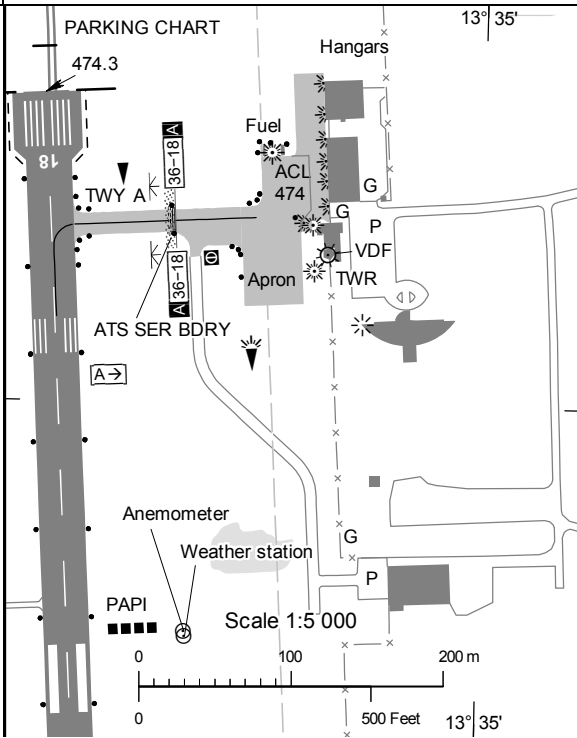 PARKING CHART
13° 35'
Hangars
474.3
Fuel
18
36-18 A
TWY A
ACL
474
G
G
P
VDF
TWR
A 36-18
Apron
ATS SER BDRY
A→
Anemometer
G
Weather station
PAPI
P
Scale 1:5 000
0 100 200 m
0 500 Feet
13° 35'